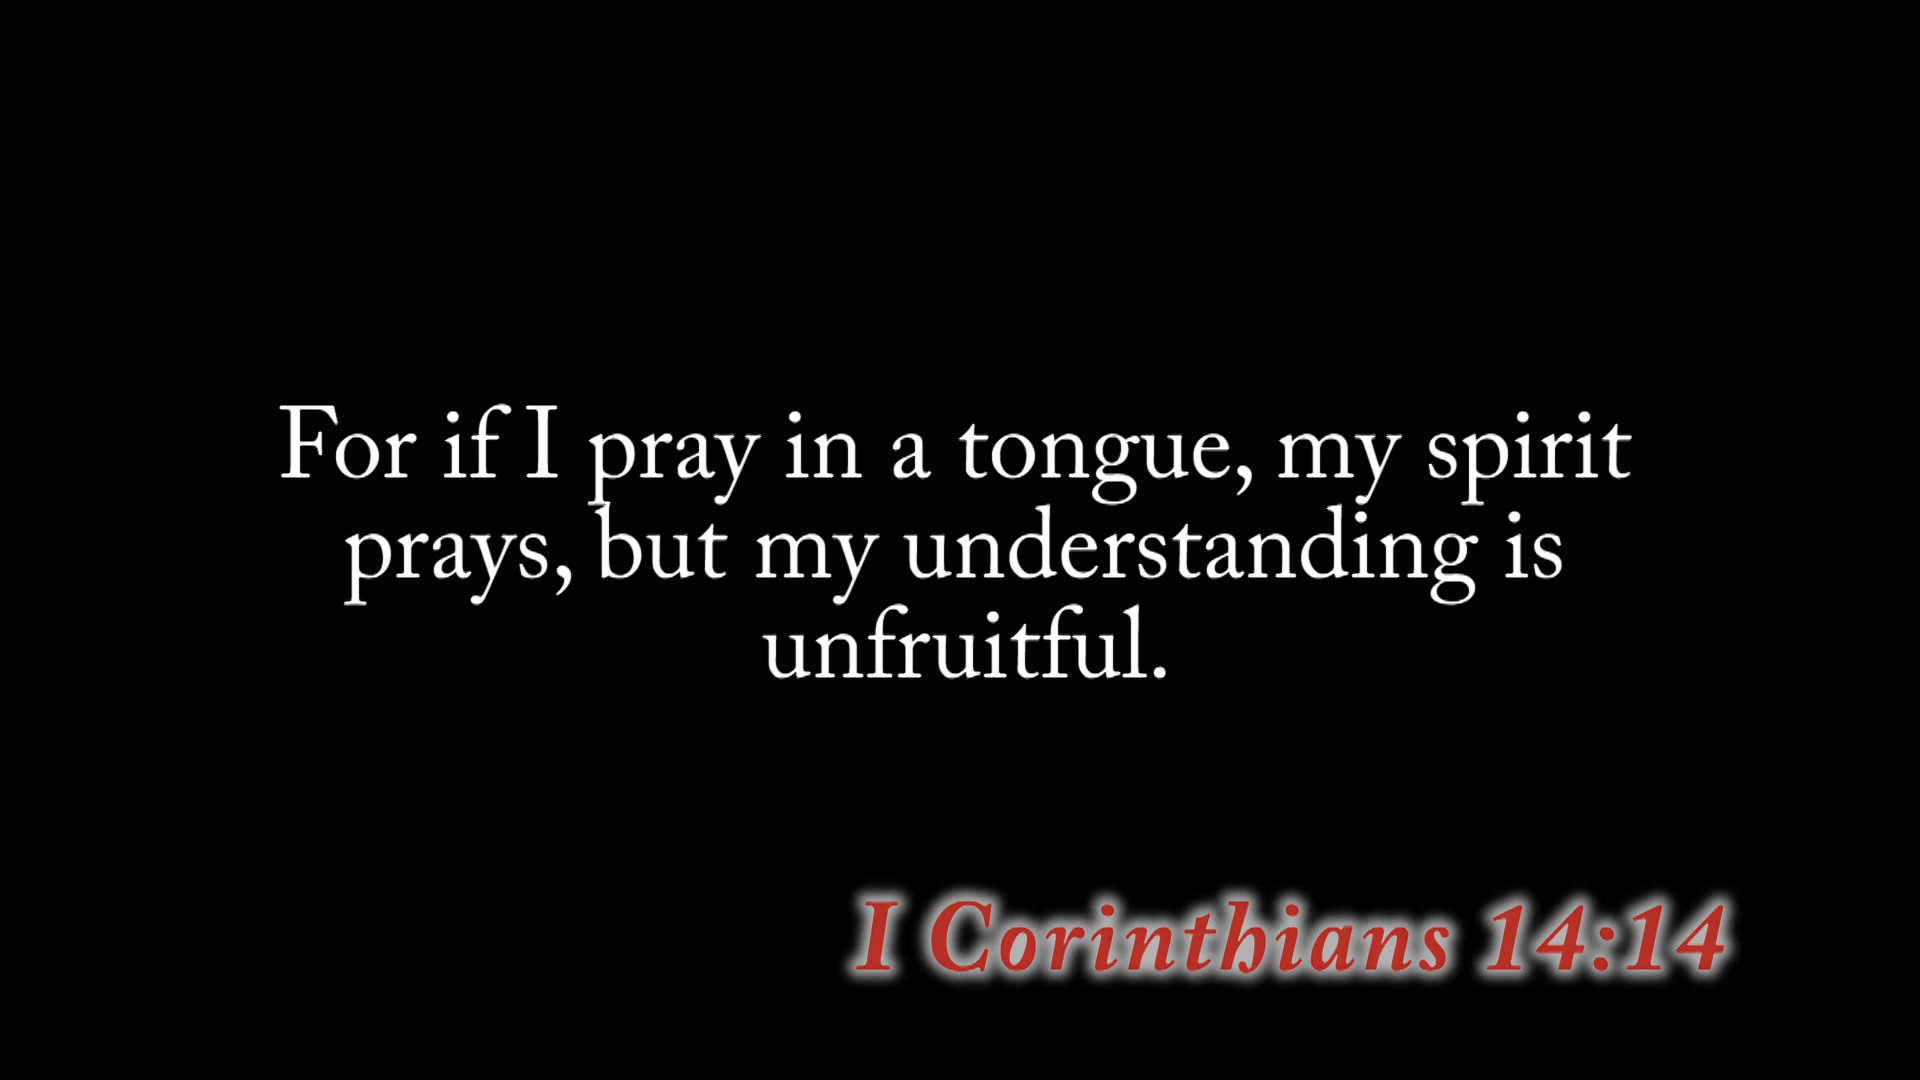 For if I pray in a tongue, my spirit
prays, but my understanding is
unfruitful.
I Corinthians 14:14